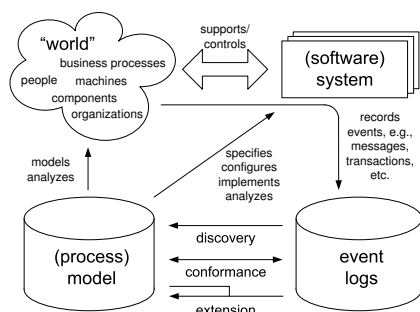 supports/
controls
“world”
business processes
people
machines
components
organizations
(software)
system
records
events, e.g.,
messages,
transactions,
etc.
models
analyzes
specifies
configures
implements
analyzes
discovery
(process)
model
conformance
event
logs
extension